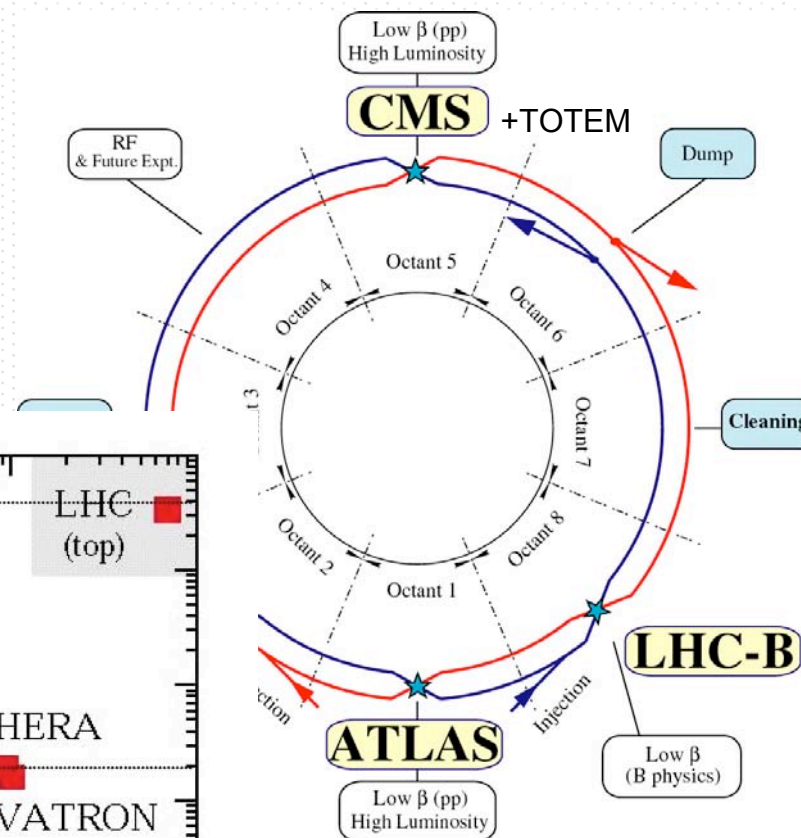 Low β (pp)
High Luminosity
CMS +TOTEM
RF
& Future Expt.
Dump
Octant 5
Octant 4
Octant 6
3
Octant 7
Cleaning
LHC
(top)
Octant 2
Octant 8
Octant 1
LHC-B
Injection
HERA
ATLAS
Low β
(B physics)
VATRON
Low β (pp)
High Luminosity